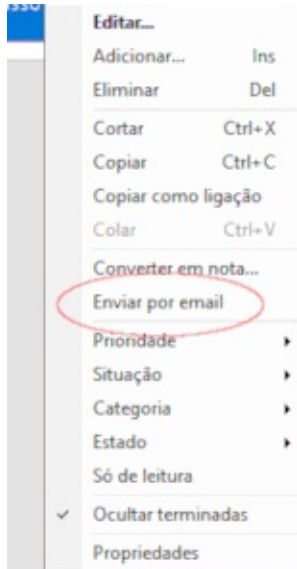 Editar...
Adicionar... Ins
Eliminar Del
Cortar Ctrl+X
Copiar Ctrl+C
Copiar como ligação
Colar Ctrl+V
Converter em nota...
Enviar por email
Prioridade
Situação
Categoria
Estado
Só de leitura
Ocultar terminadas
Propriedades